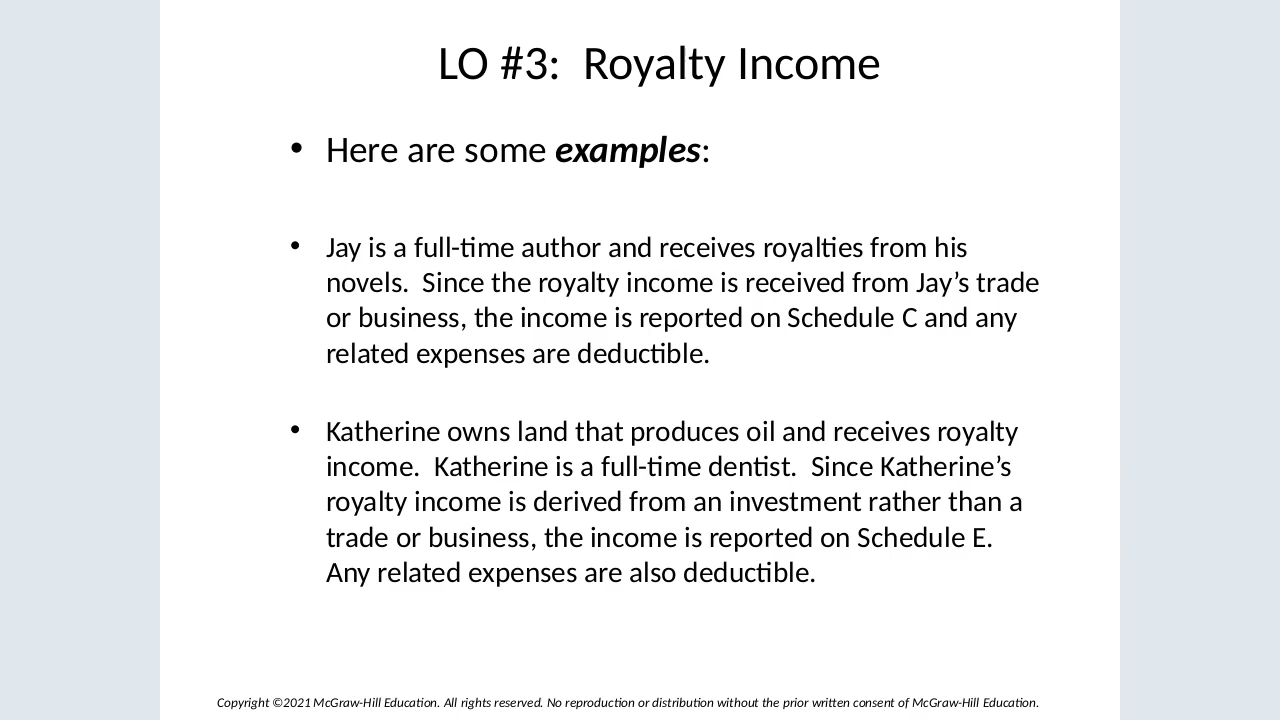 LO #3:  Royalty Income
• Here are some examples:
• Jay is a full-time author and receives royalties from his
novels.  Since the royalty income is received from Jay’s trade
or business, the income is reported on Schedule C and any
related expenses are deductible.
• Katherine owns land that produces oil and receives royalty
income.  Katherine is a full-time dentist.  Since Katherine’s
royalty income is derived from an investment rather than a
trade or business, the income is reported on Schedule E.
Any related expenses are also deductible.
Copyright ©2021 McGraw-Hill Education. All rights reserved. No reproduction or distribution without the prior written consent of McGraw-Hill Education.